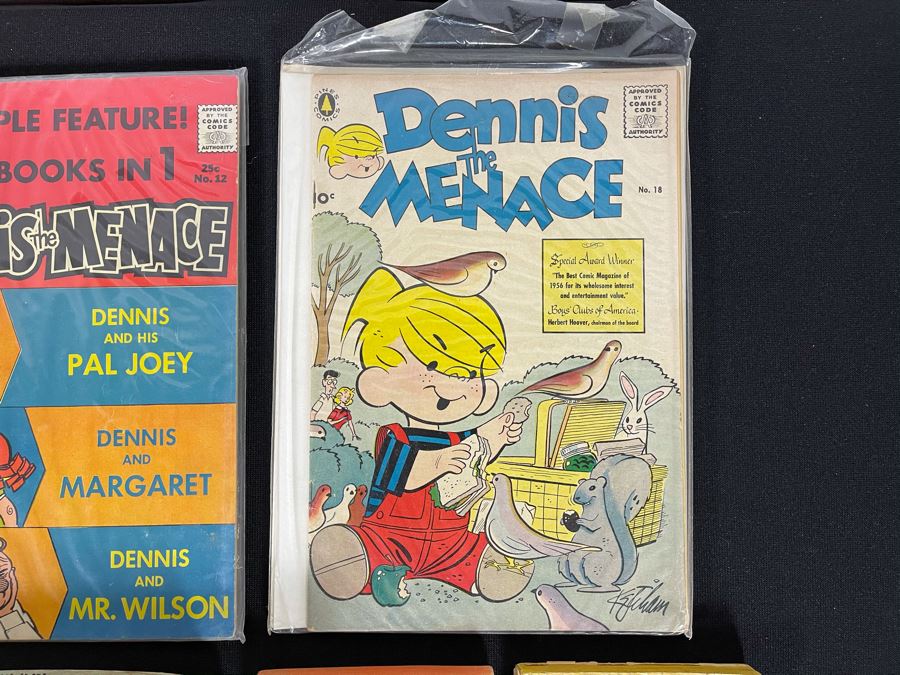 PLE FEATURE!
BOOKS IN 1
APPROVED
BY THE
COMICS
CODE
AUTHORITY
25c
No. 12
IS the MENACE
DENNIS
AND HIS
PAL JOEY
DENNIS
AND
MARGARET
DENNIS
AND
MR. WILSON
PINES
COMICS
Dennis
the
MENACE
APPROVED
BY THE
COMICS
CODE
AUTHORITY
10c
No. 18
Special Award Winner
"The Best Comic Magazine of
1956 for its wholesome interest
and entertainment value."
Boys' Clubs of America-
Herbert Hoover, chairman of the board
Ketcham